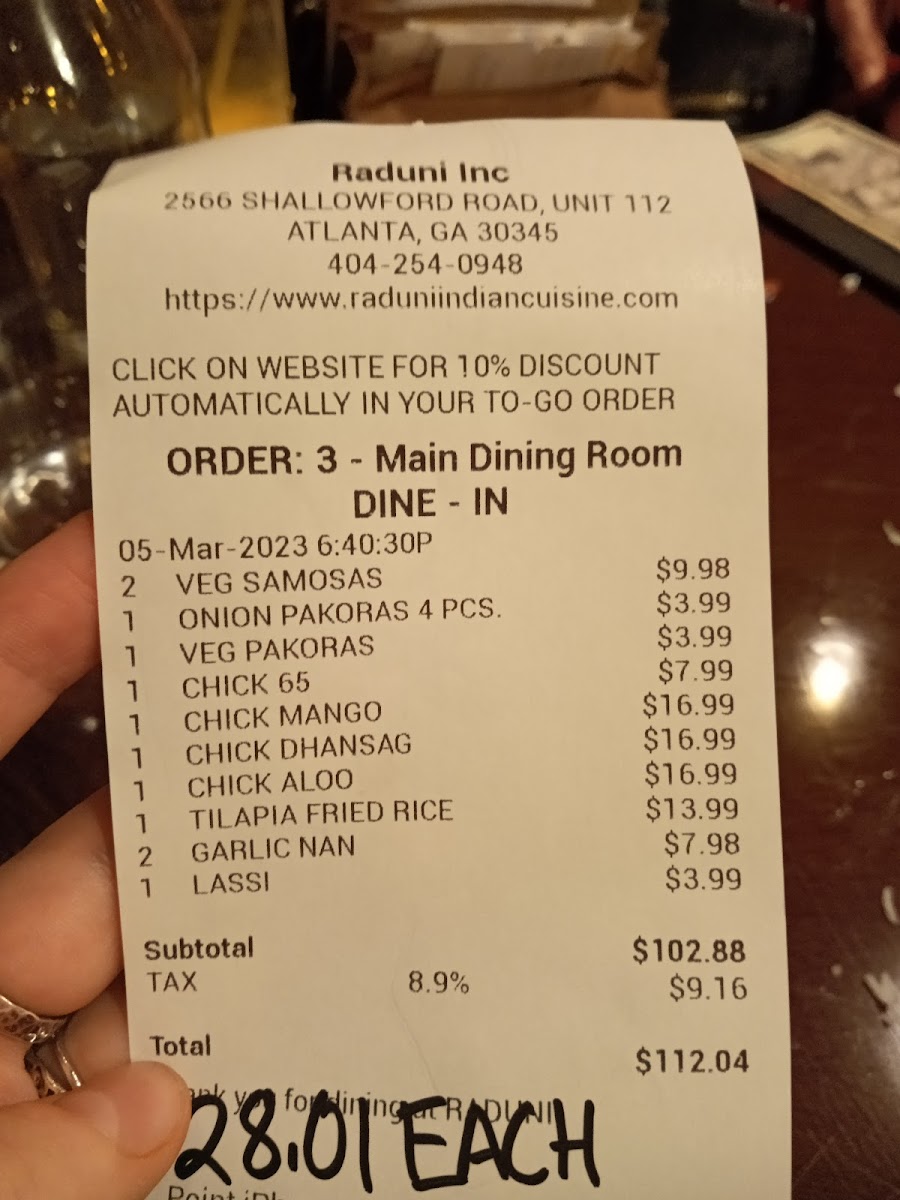 Raduni Inc
2566 SHALLOWFORD ROAD, UNIT 112
ATLANTA, GA 30345
404-254-0948
https://www.raduniindiancuisine.com
CLICK ON WEBSITE FOR 10% DISCOUNT
AUTOMATICALLY IN YOUR TO-GO ORDER
ORDER: 3 - Main Dining Room
DINE - IN
05-Mar-2023 6:40:30P
2 VEG SAMOSAS $9.98
1 ONION PAKORAS 4 PCS. $3.99
1 VEG PAKORAS $3.99
1 CHICK 65 $7.99
1 CHICK MANGO $16.99
1 CHICK DHANSAG $16.99
1 CHICK ALOO $16.99
1 TILAPIA FRIED RICE $13.99
2 GARLIC NAN $7.98
1 LASSI $3.99
Subtotal $102.88
TAX 8.9% $9.16
Total $112.04
you for dining at RADUNI
28.01 EACH